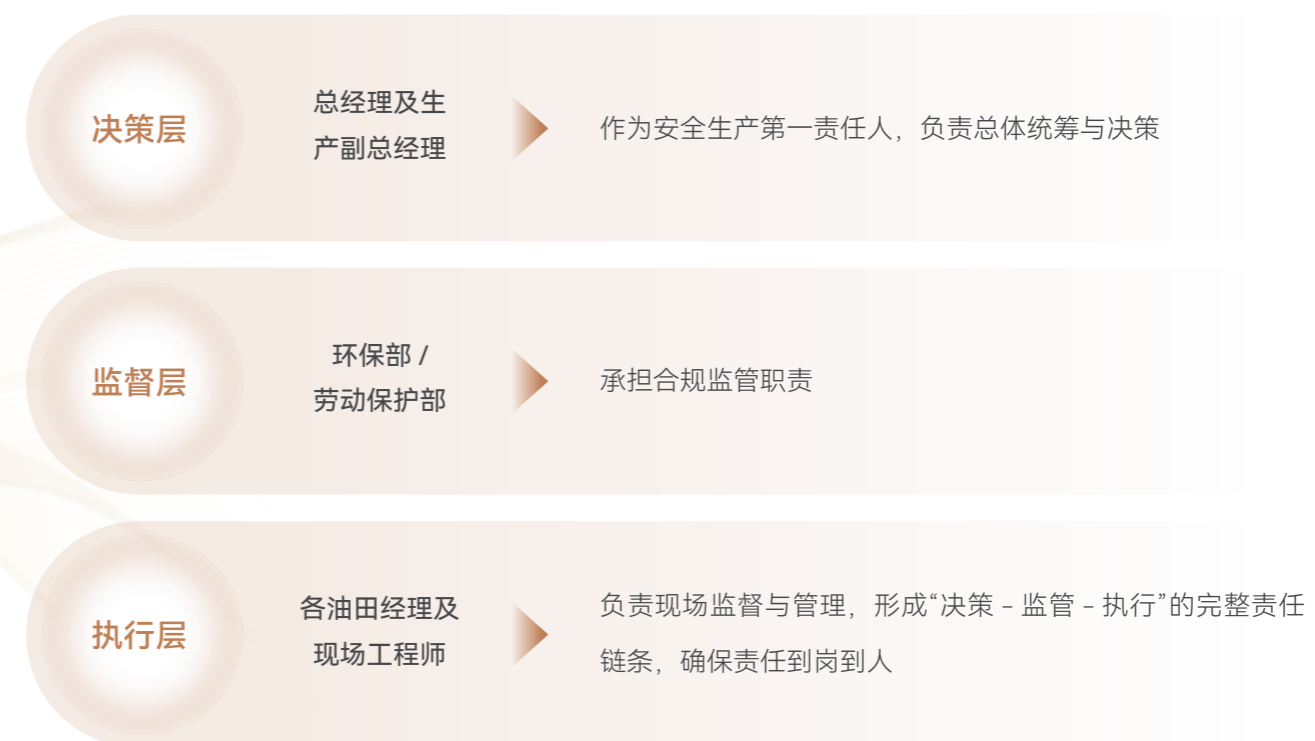 决策层
总经理及生
产副总经理
作为安全生产第一责任人，负责总体统筹与决策
监督层
环保部 /
劳动保护部
承担合规监管职责
执行层
各油田经理及
现场工程师
负责现场监督与管理，形成“决策 – 监管 – 执行”的完整责任
链条，确保责任到岗到人